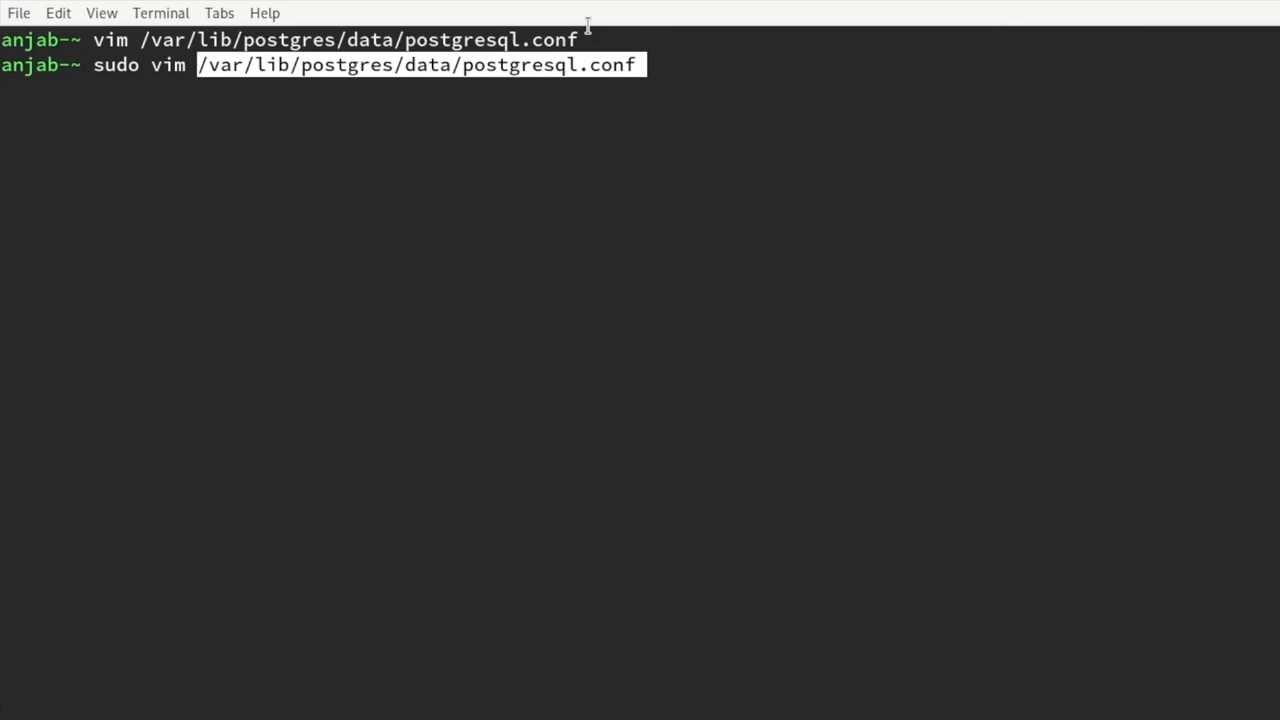 File Edit View Terminal Tabs Help
anjab~~ vim /var/lib/postgres/data/postgresql.conf
anjab~~ sudo vim /var/lib/postgres/data/postgresql.conf